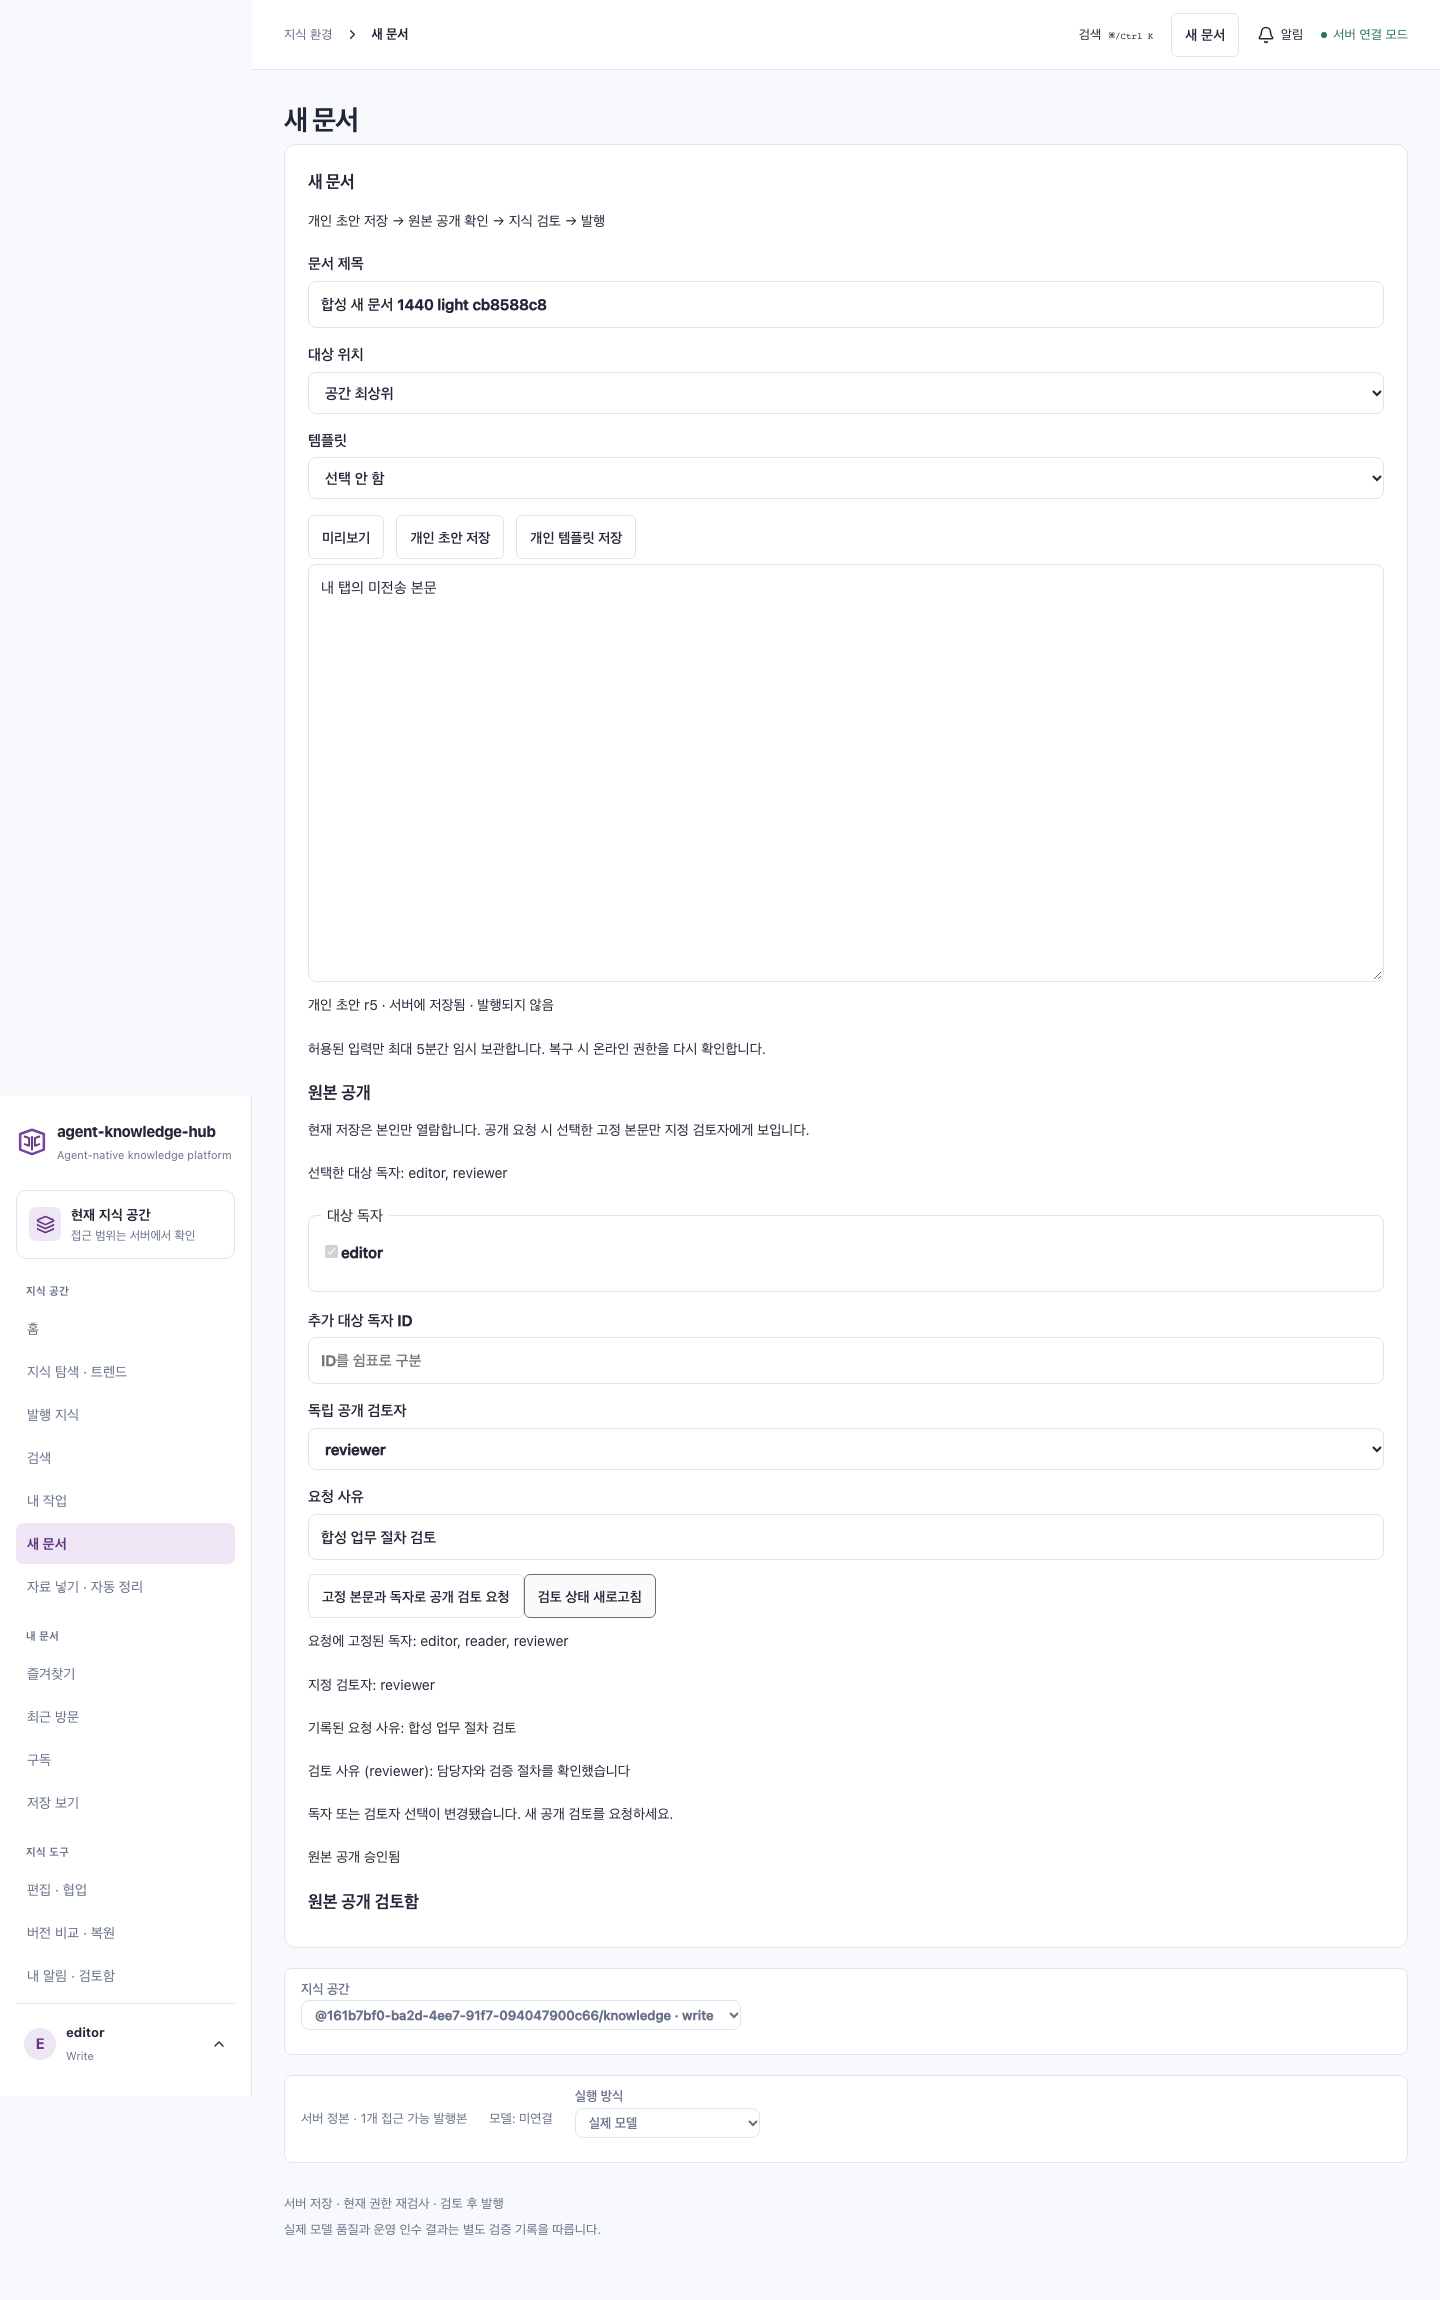 지식 환경 > 새 문서
검색 ⌘/Ctrl K
새 문서
알림
서버 연결 모드
새 문서
새 문서
개인 초안 저장 → 원본 공개 확인 → 지식 검토 → 발행
문서 제목
합성 새 문서 1440 light cb8588c8
대상 위치
공간 최상위
템플릿
선택 안 함
미리보기
개인 초안 저장
개인 템플릿 저장
내 탭의 미전송 본문
개인 초안 r5 · 서버에 저장됨 · 발행되지 않음
허용된 입력만 최대 5분간 임시 보관합니다. 복구 시 온라인 권한을 다시 확인합니다.
원본 공개
현재 저장은 본인만 열람합니다. 공개 요청 시 선택한 고정 본문만 지정 검토자에게 보입니다.
선택한 대상 독자: editor, reviewer
대상 독자
editor
추가 대상 독자 ID
ID를 쉼표로 구분
독립 공개 검토자
reviewer
요청 사유
합성 업무 절차 검토
고정 본문과 독자로 공개 검토 요청
검토 상태 새로고침
요청에 고정된 독자: editor, reader, reviewer
지정 검토자: reviewer
기록된 요청 사유: 합성 업무 절차 검토
검토 사유 (reviewer): 담당자와 검증 절차를 확인했습니다
독자 또는 검토자 선택이 변경됐습니다. 새 공개 검토를 요청하세요.
원본 공개 승인됨
원본 공개 검토함
지식 공간
@161b7bf0-ba2d-4ee7-91f7-094047900c66/knowledge · write
서버 정본 · 1개 접근 가능 발행본
모델: 미연결
실행 방식
실제 모델
서버 저장 · 현재 권한 재검사 · 검토 후 발행
실제 모델 품질과 운영 인수 결과는 별도 검증 기록을 따릅니다.
agent-knowledge-hub
Agent-native knowledge platform
현재 지식 공간
접근 범위는 서버에서 확인
지식 공간
홈
지식 탐색 · 트렌드
발행 지식
검색
내 작업
새 문서
자료 넣기 · 자동 정리
내 문서
즐겨찾기
최근 방문
구독
저장 보기
지식 도구
편집 · 협업
버전 비교 · 복원
내 알림 · 검토함
E
editor
Write